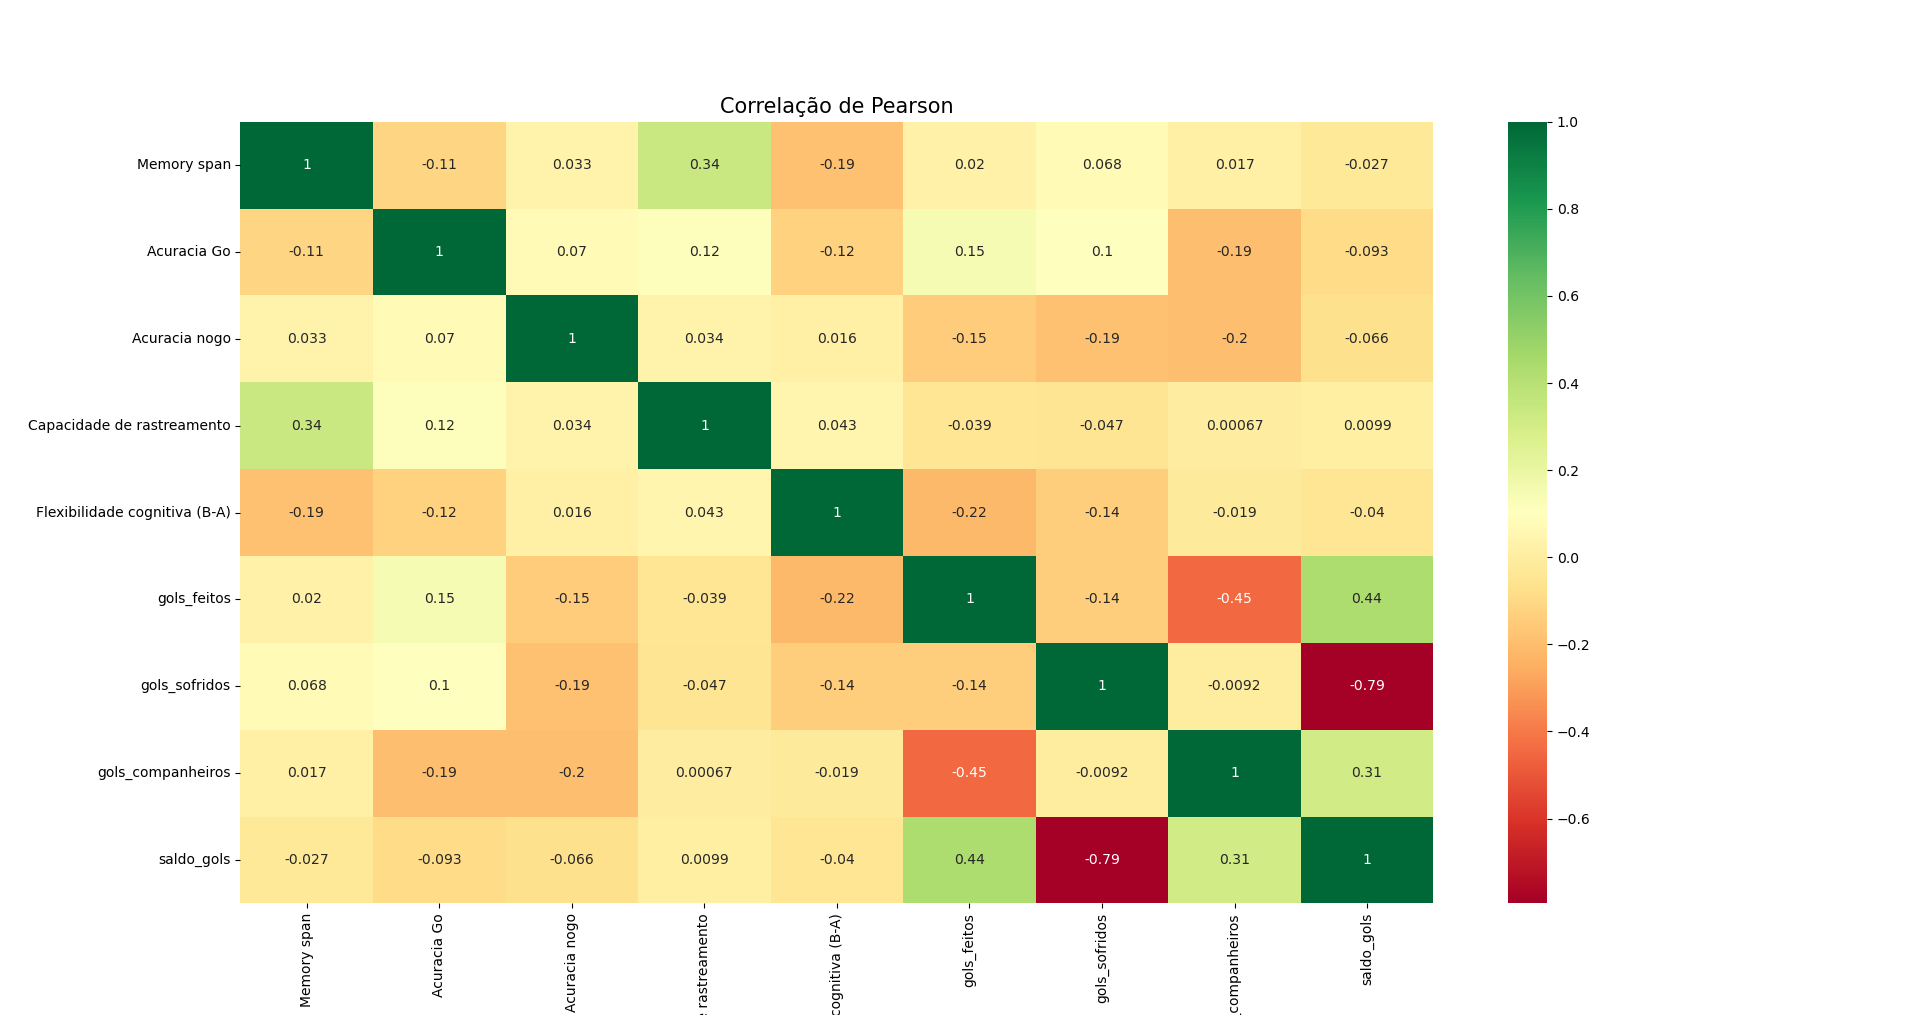 Correlação de Pearson
Memory span 1 -0.11 0.033 0.34 -0.19 0.02 0.068 0.017 -0.027
Acuracia Go -0.11 1 0.07 0.12 -0.12 0.15 0.1 -0.19 -0.093
Acuracia nogo 0.033 0.07 1 0.034 0.016 -0.15 -0.19 -0.2 -0.066
Capacidade de rastreamento 0.34 0.12 0.034 1 0.043 -0.039 -0.047 0.00067 0.0099
Flexibilidade cognitiva (B-A) -0.19 -0.12 0.016 0.043 1 -0.22 -0.14 -0.019 -0.04
gols_feitos 0.02 0.15 -0.15 -0.039 -0.22 1 -0.14 -0.45 0.44
gols_sofridos 0.068 0.1 -0.19 -0.047 -0.14 -0.14 1 -0.0092 -0.79
gols_companheiros 0.017 -0.19 -0.2 0.00067 -0.019 -0.45 -0.0092 1 0.31
saldo_gols -0.027 -0.093 -0.066 0.0099 -0.04 0.44 -0.79 0.31 1
Memory span
Acuracia Go
Acuracia nogo
rastreamento
cognitiva (B-A)
gols_feitos
gols_sofridos
_companheiros
saldo_gols
1.0
0.8
0.6
0.4
0.2
0.0
−0.2
−0.4
−0.6